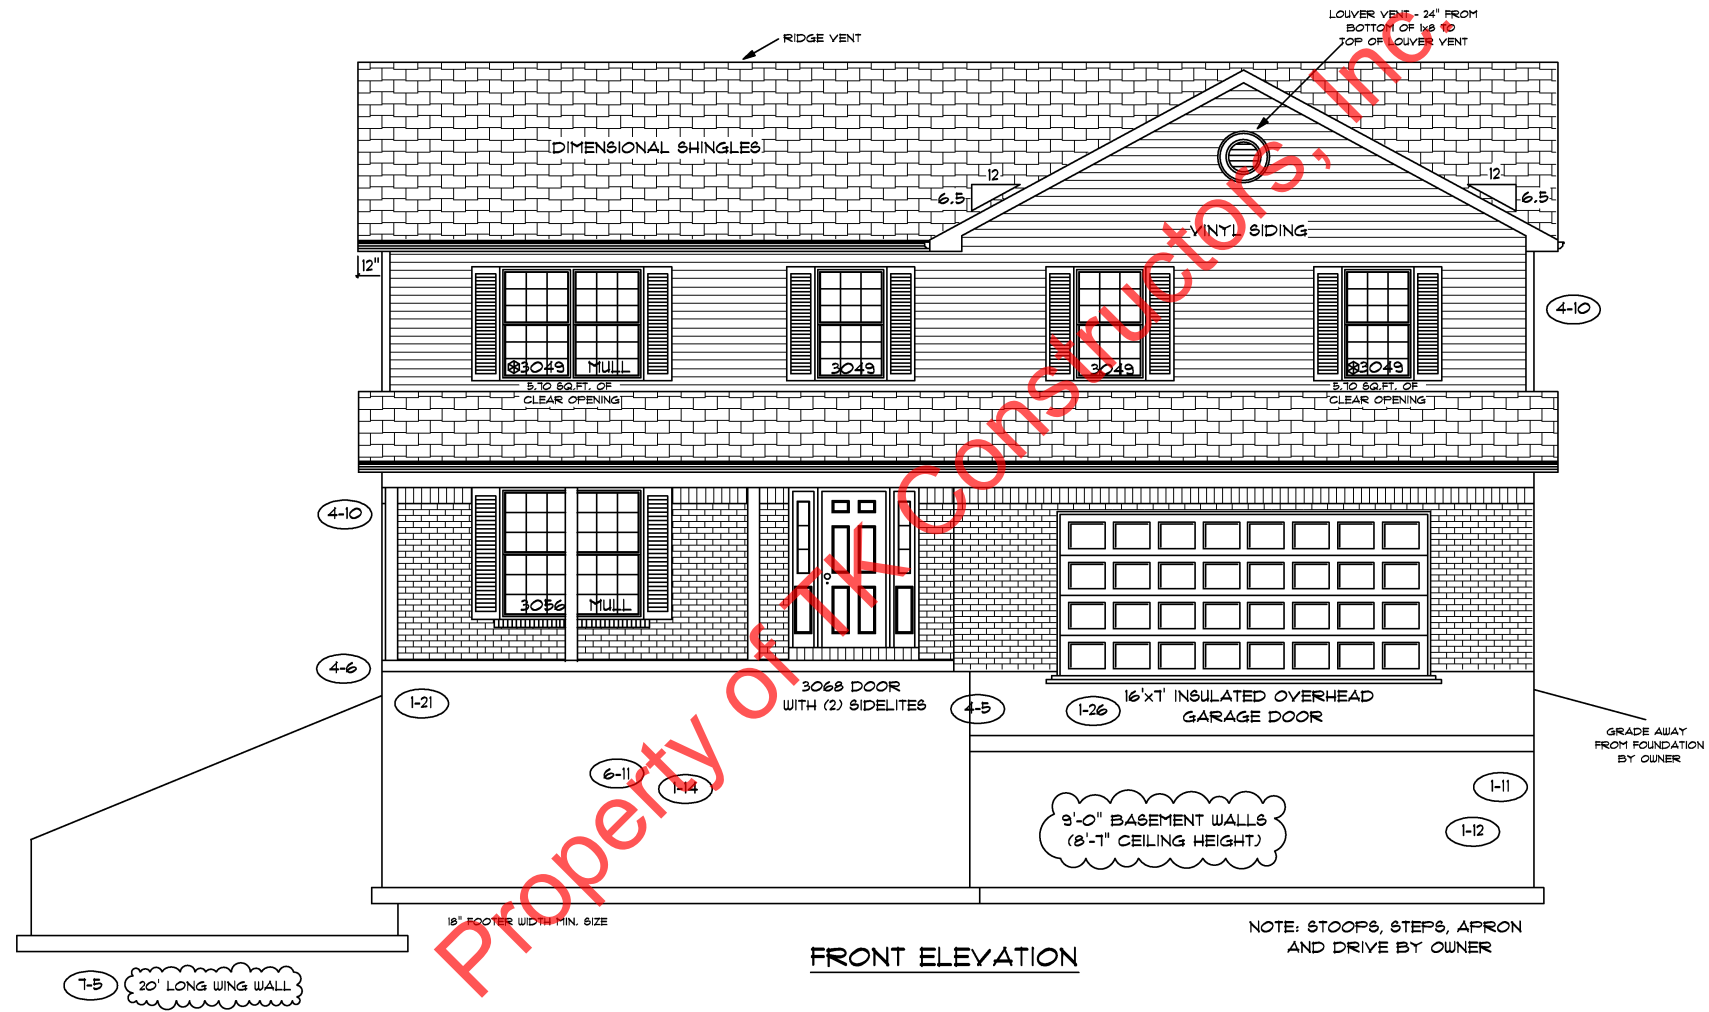 LOUVER VENT - 24" FROM
BOTTOM OF 1x8 TO
TOP OF LOUVER VENT
RIDGE VENT
DIMENSIONAL SHINGLES
12
6.5
12
6.5
VINYL SIDING
12"
4-10
3049 MULL
3049
3049
3049
5.70 SQ.FT. OF
CLEAR OPENING
5.70 SQ.FT. OF
CLEAR OPENING
4-10
3056 MULL
4-6
1-21
3068 DOOR
WITH (2) SIDELITES
4-5
1-26
16'x7' INSULATED OVERHEAD
GARAGE DOOR
GRADE AWAY
FROM FOUNDATION
BY OWNER
6-11
1-14
1-11
1-12
9'-0" BASEMENT WALLS
(8'-7" CEILING HEIGHT)
18" FOOTER WIDTH MIN. SIZE
NOTE: STOOPS, STEPS, APRON
AND DRIVE BY OWNER
FRONT ELEVATION
7-5
20' LONG WING WALL
Property of TK Constructors, Inc.